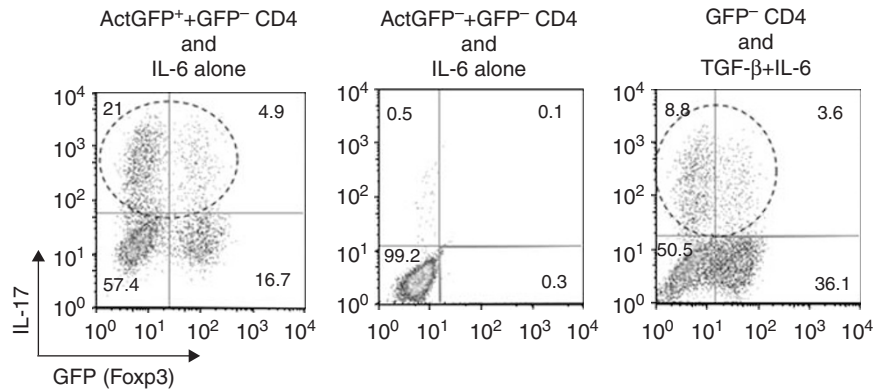 ActGFP⁺+GFP⁻ CD4
and
IL-6 alone
ActGFP⁻+GFP⁻ CD4
and
IL-6 alone
GFP⁻ CD4
and
TGF-β+IL-6
10⁴
10³
10²
10¹
10⁰
21
4.9
57.4
16.7
10⁰ 10¹ 10² 10³ 10⁴
10⁴
10³
10²
10¹
10⁰
0.5
0.1
99.2
0.3
10⁰ 10¹ 10² 10³ 10⁴
10⁴
10³
10²
10¹
10⁰
8.8
3.6
50.5
36.1
10⁰ 10¹ 10² 10³ 10⁴
IL-17
GFP (Foxp3)